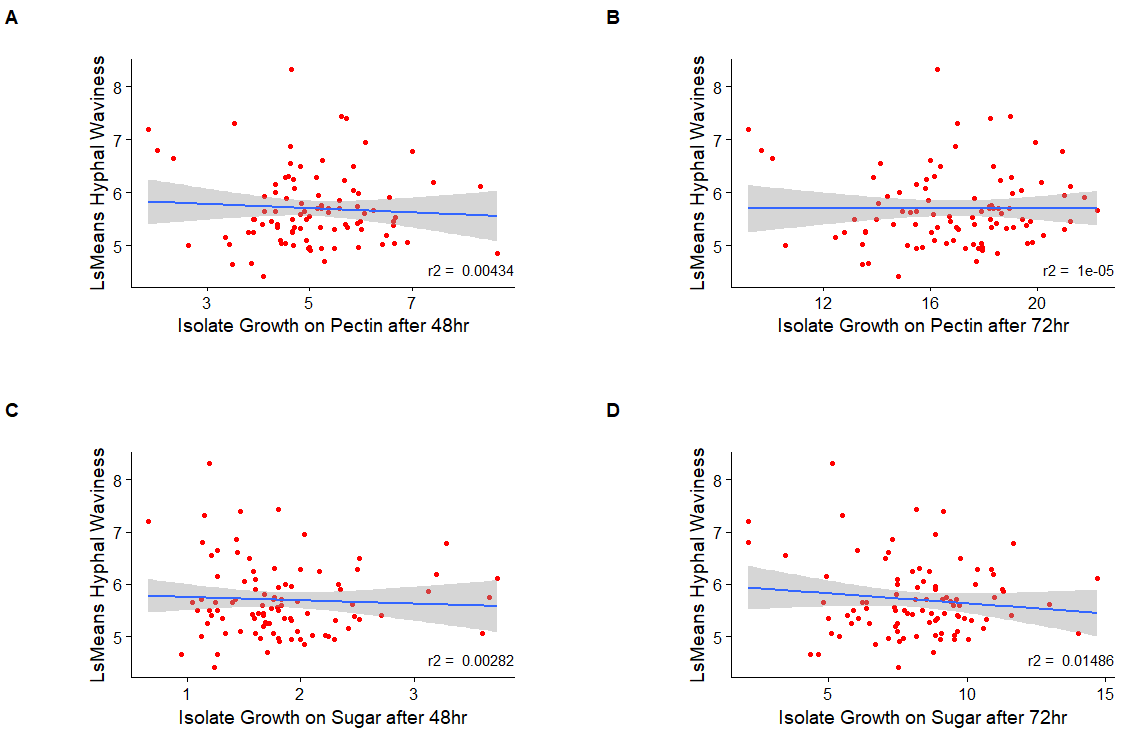 A
LsMeans Hyphal Waviness
8
7
6
5
r2 = 0.00434
3 5 7
Isolate Growth on Pectin after 48hr
B
LsMeans Hyphal Waviness
8
7
6
5
r2 = 1e-05
12 16 20
Isolate Growth on Pectin after 72hr
C
LsMeans Hyphal Waviness
8
7
6
5
r2 = 0.00282
1 2 3
Isolate Growth on Sugar after 48hr
D
LsMeans Hyphal Waviness
8
7
6
5
r2 = 0.01486
5 10 15
Isolate Growth on Sugar after 72hr